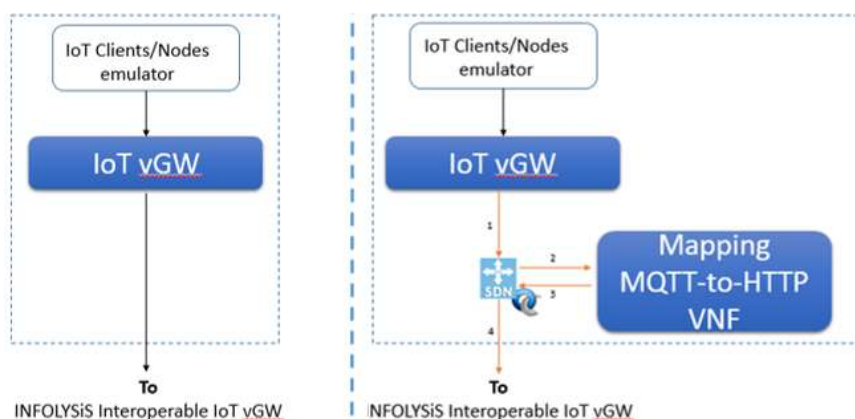 IoT Clients/Nodes
emulator
IoT vGW
To
INFOLYSiS Interoperable IoT vGW
IoT Clients/Nodes
emulator
IoT vGW
1
2
3
SDN
4
Mapping
MQTT-to-HTTP
VNF
To
NFOLYSiS Interoperable IoT vGW